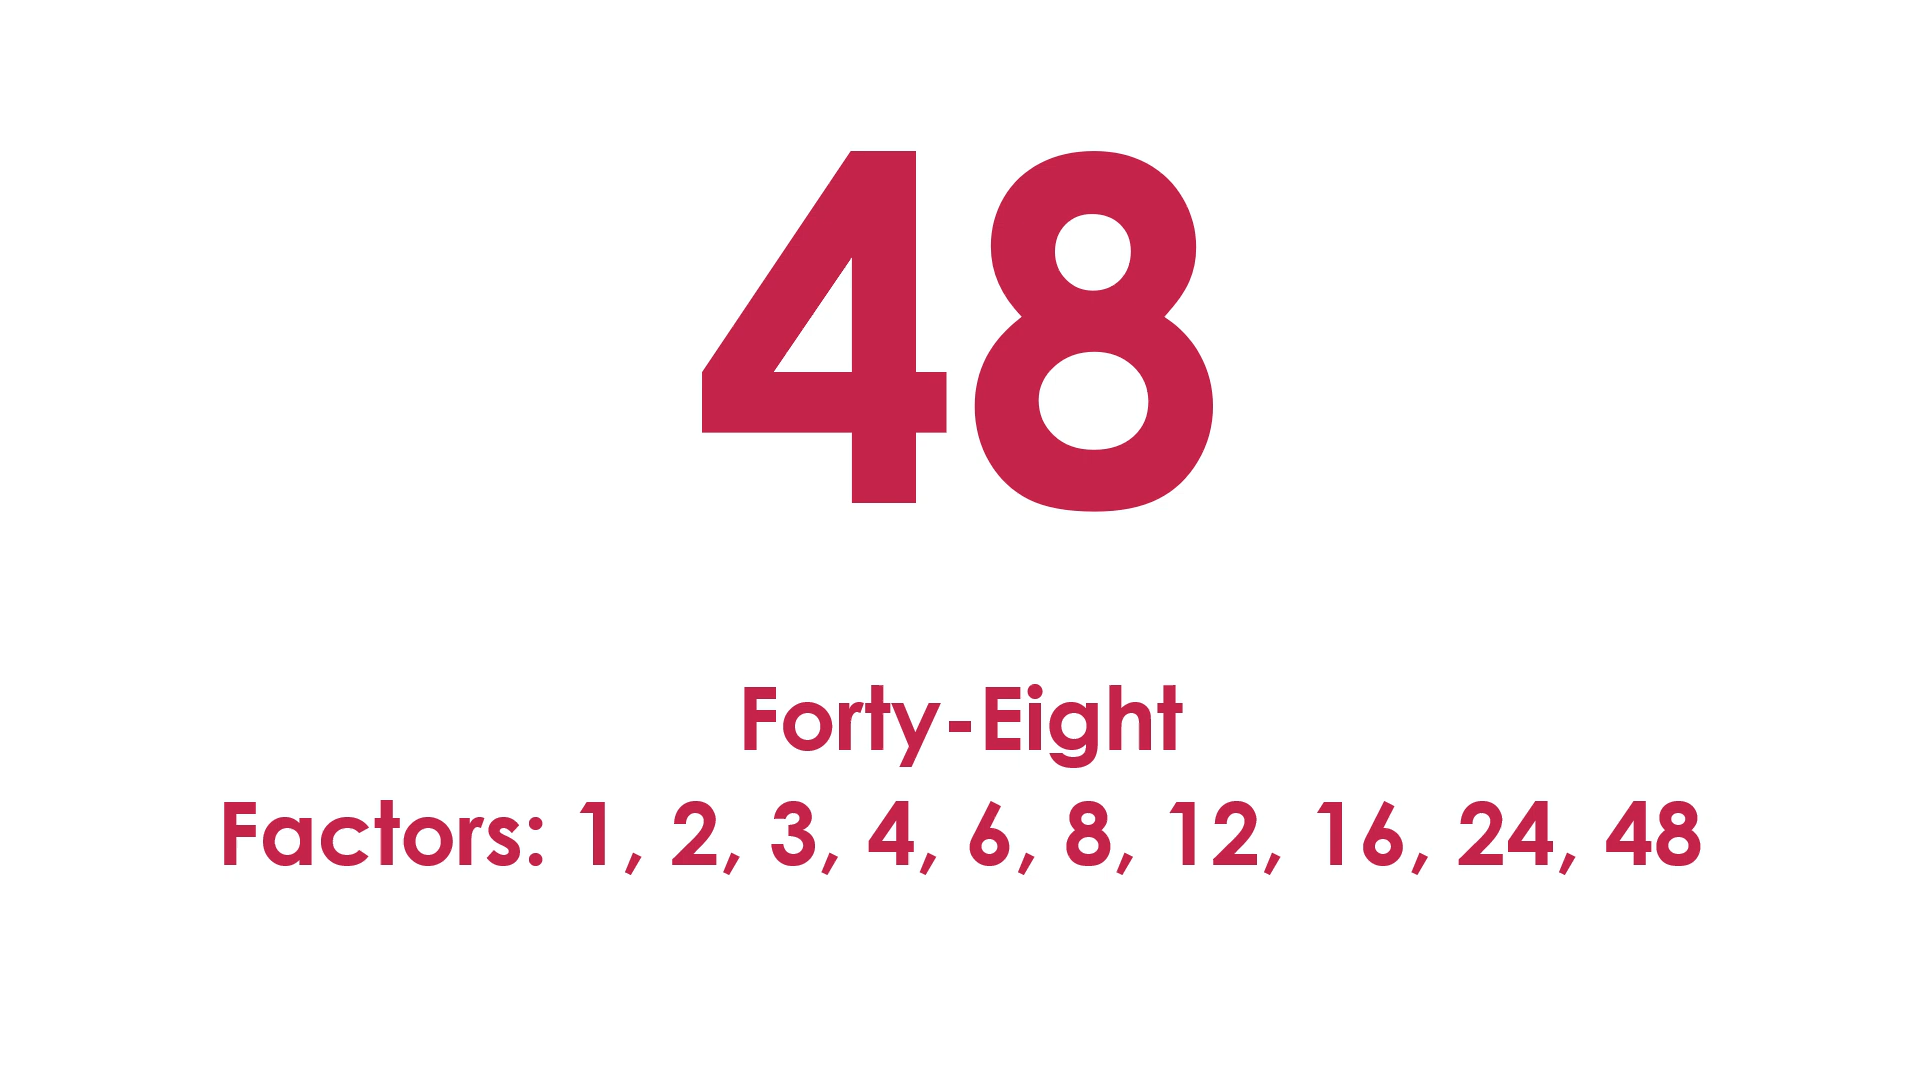 48
Forty-Eight
Factors: 1, 2, 3, 4, 6, 8, 12, 16, 24, 48